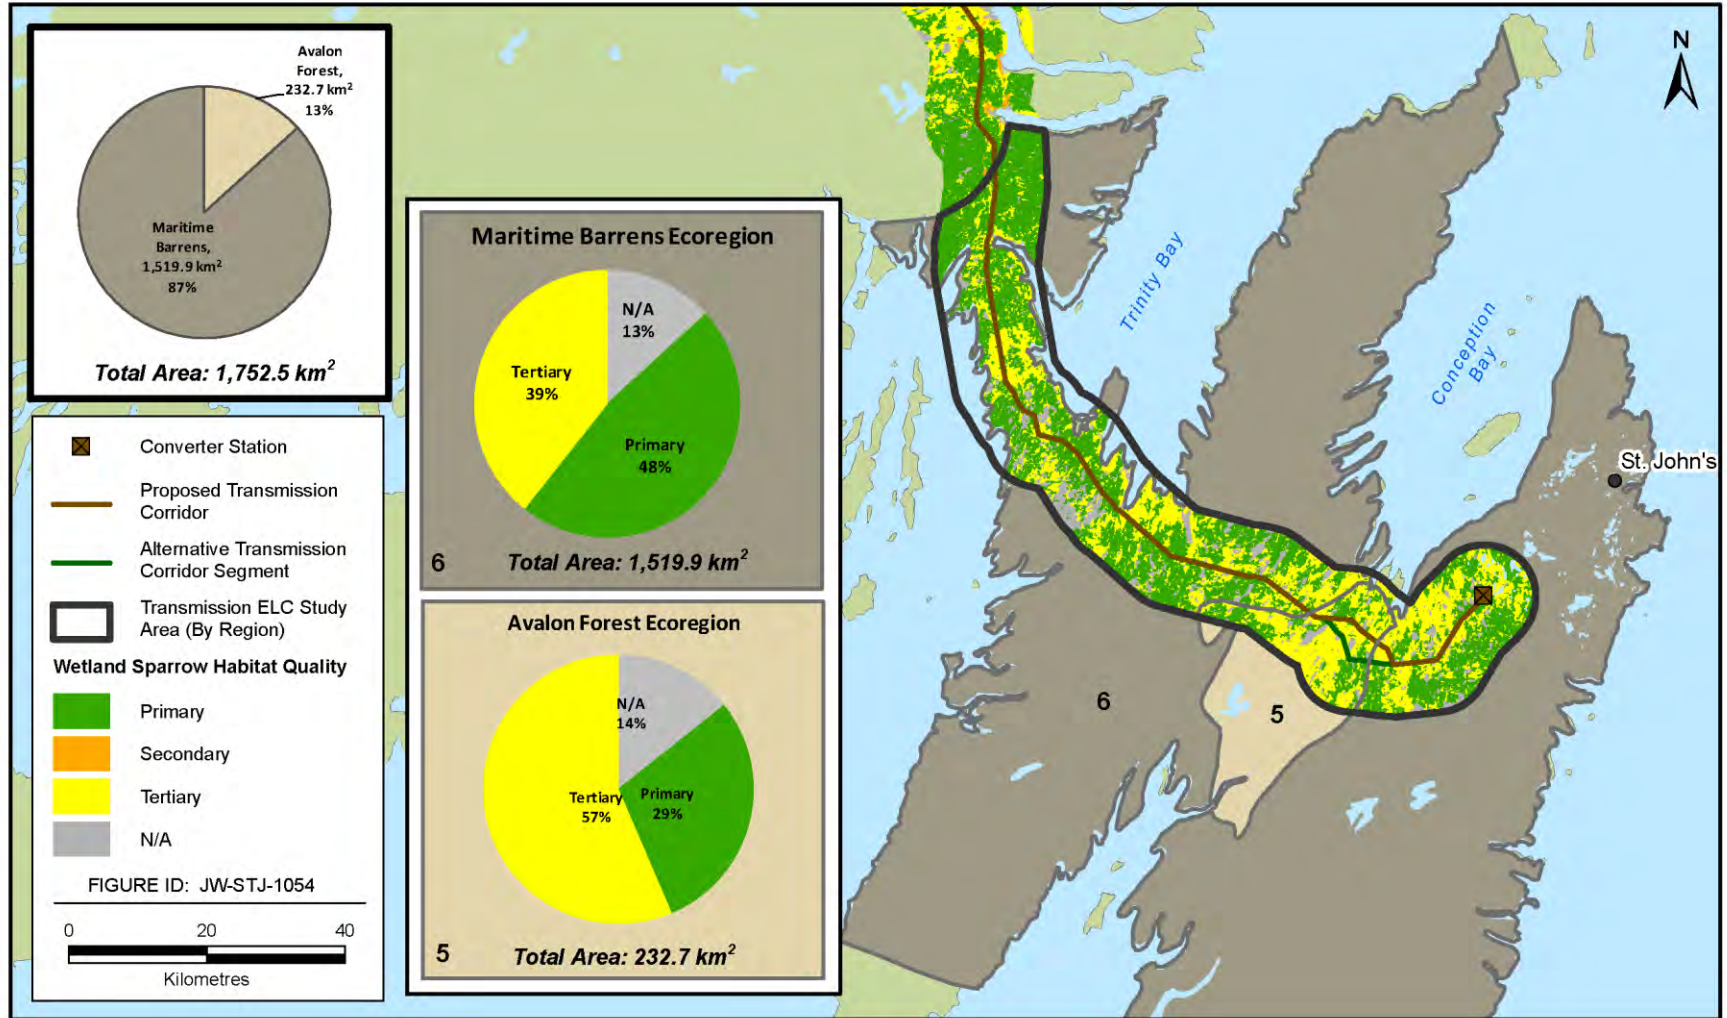 Avalon
Forest,
232.7 km²
13%
Maritime
Barrens,
1,519.9 km²
87%
Total Area: 1,752.5 km²
Converter Station
Proposed Transmission
Corridor
Alternative Transmission
Corridor Segment
Transmission ELC Study
Area (By Region)
Wetland Sparrow Habitat Quality
Primary
Secondary
Tertiary
N/A
FIGURE ID: JW-STJ-1054
0 20 40
Kilometres
Maritime Barrens Ecoregion
N/A
13%
Tertiary
39%
Primary
48%
6 Total Area: 1,519.9 km²
Avalon Forest Ecoregion
N/A
14%
Tertiary
57%
Primary
29%
5 Total Area: 232.7 km²
N
Trinity Bay
Conception
Bay
St. John's
6
5